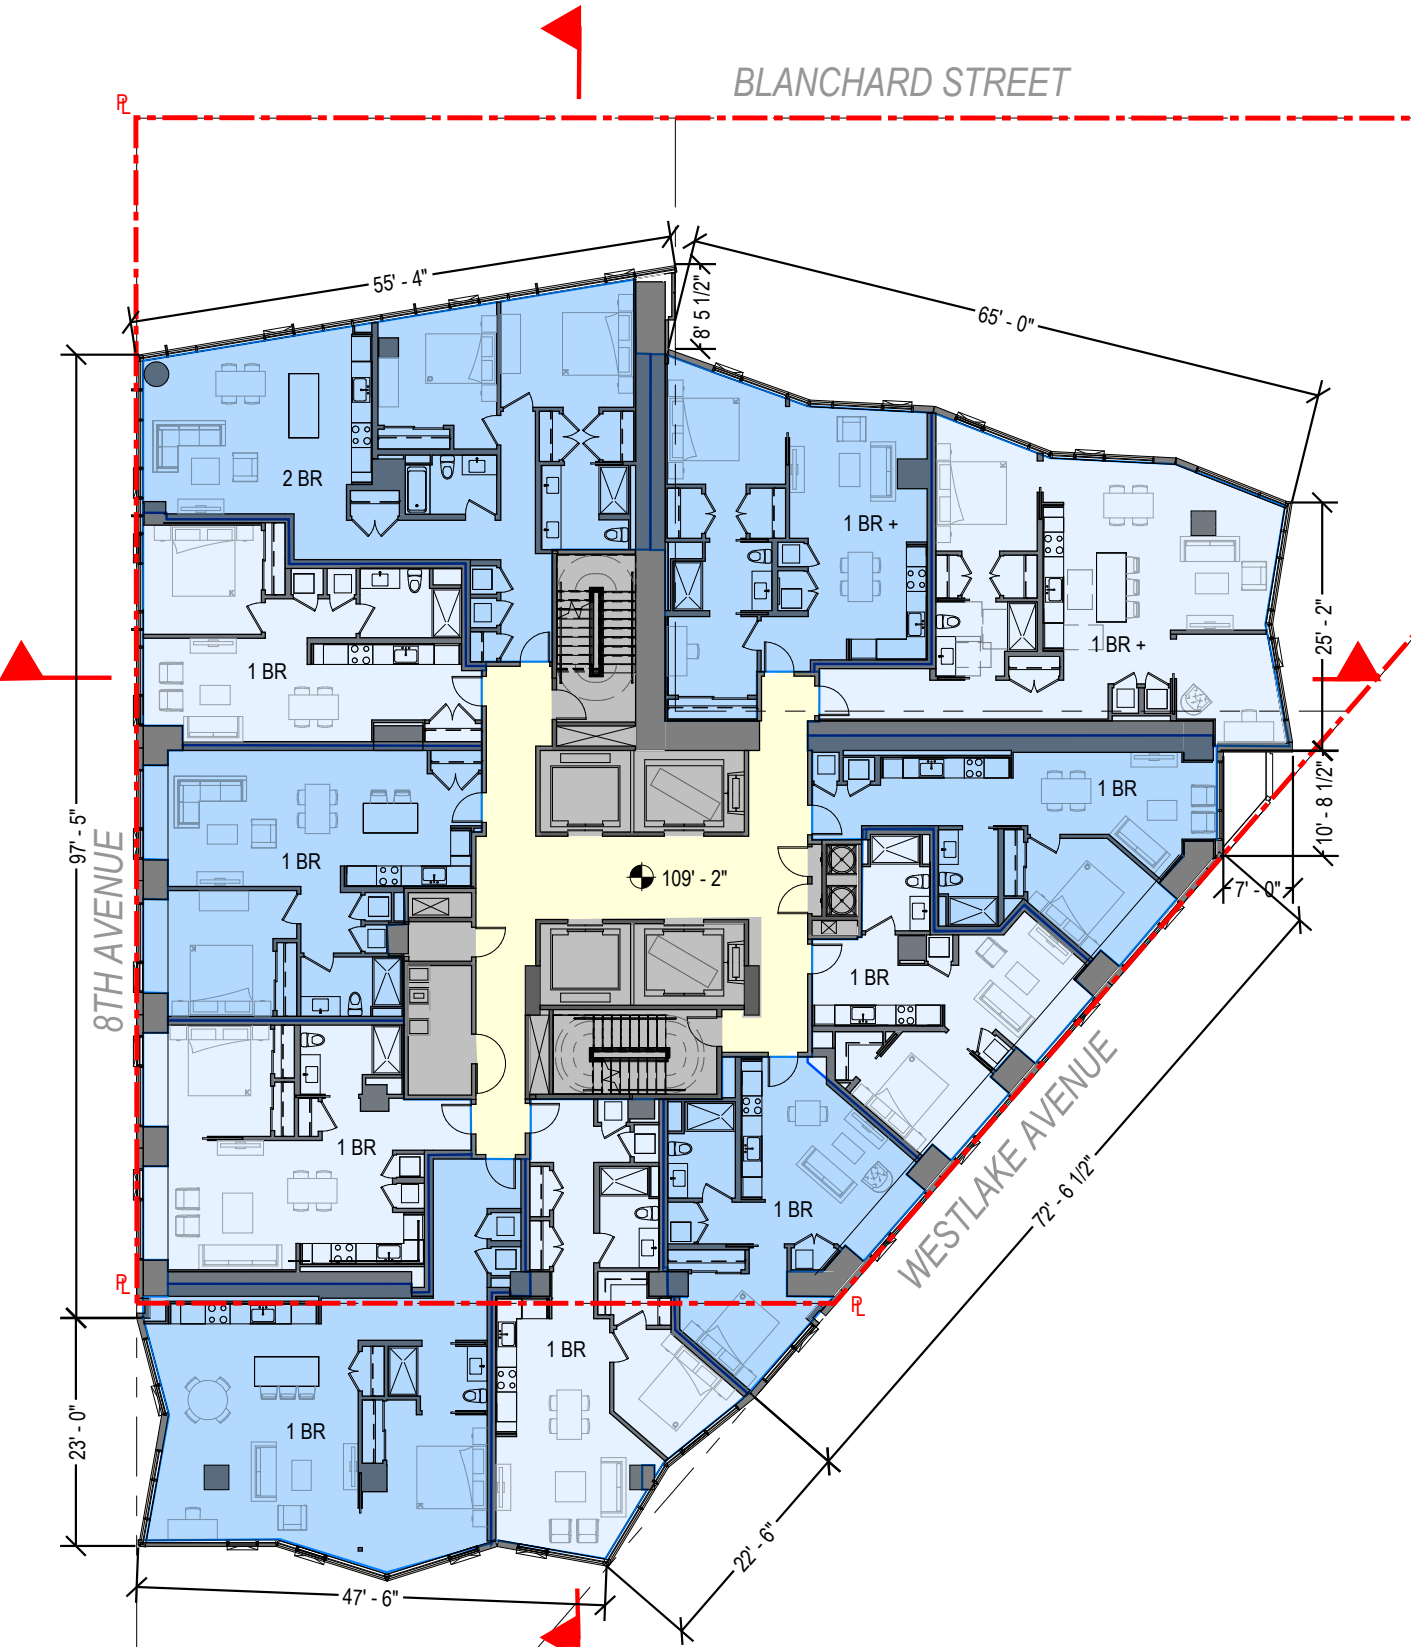 BLANCHARD STREET
PL
55' - 4"
8' 5 1/2"
65' - 0"
2 BR
1 BR +
1 BR +
25' - 2"
1 BR
97' - 5"
8TH AVENUE
1 BR
109' - 2"
1 BR
10' - 8 1/2"
7' - 0"
1 BR
1 BR
WESTLAKE AVENUE
72' - 6 1/2"
1 BR
PL
PL
1 BR
1 BR
23' - 0"
22' - 6"
47' - 6"